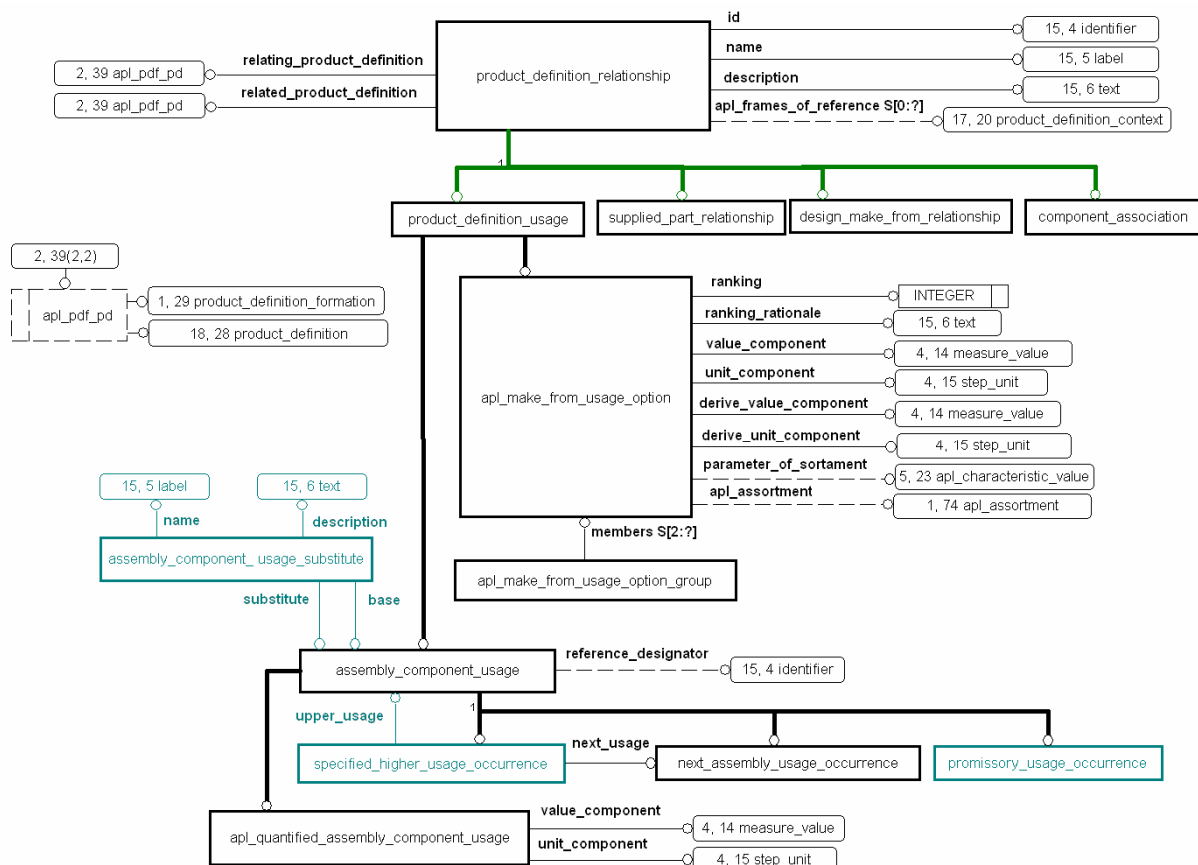 id
15, 4 identifier
relating_product_definition
name
2, 39 apl_pdf_pd
product_definition_relationship
15, 5 label
related_product_definition
description
2, 39 apl_pdf_pd
15, 6 text
apl_frames_of_reference S[0:?]
17, 20 product_definition_context
1
product_definition_usage
supplied_part_relationship
design_make_from_relationship
component_association
2, 39(2,2)
apl_pdf_pd
1, 29 product_definition_formation
18, 28 product_definition
ranking
INTEGER
ranking_rationale
15, 6 text
value_component
4, 14 measure_value
unit_component
4, 15 step_unit
apl_make_from_usage_option
derive_value_component
4, 14 measure_value
derive_unit_component
4, 15 step_unit
parameter_of_sortament
5, 23 apl_characteristic_value
apl_assortment
1, 74 apl_assortment
members S[2:?]
apl_make_from_usage_option_group
15, 5 label
15, 6 text
name
description
assembly_component_ usage_substitute
substitute
base
assembly_component_usage
reference_designator
15, 4 identifier
upper_usage
1
specified_higher_usage_occurrence
next_usage
next_assembly_usage_occurrence
promissory_usage_occurrence
apl_quantified_assembly_component_usage
value_component
4, 14 measure_value
unit_component
4, 15 step_unit